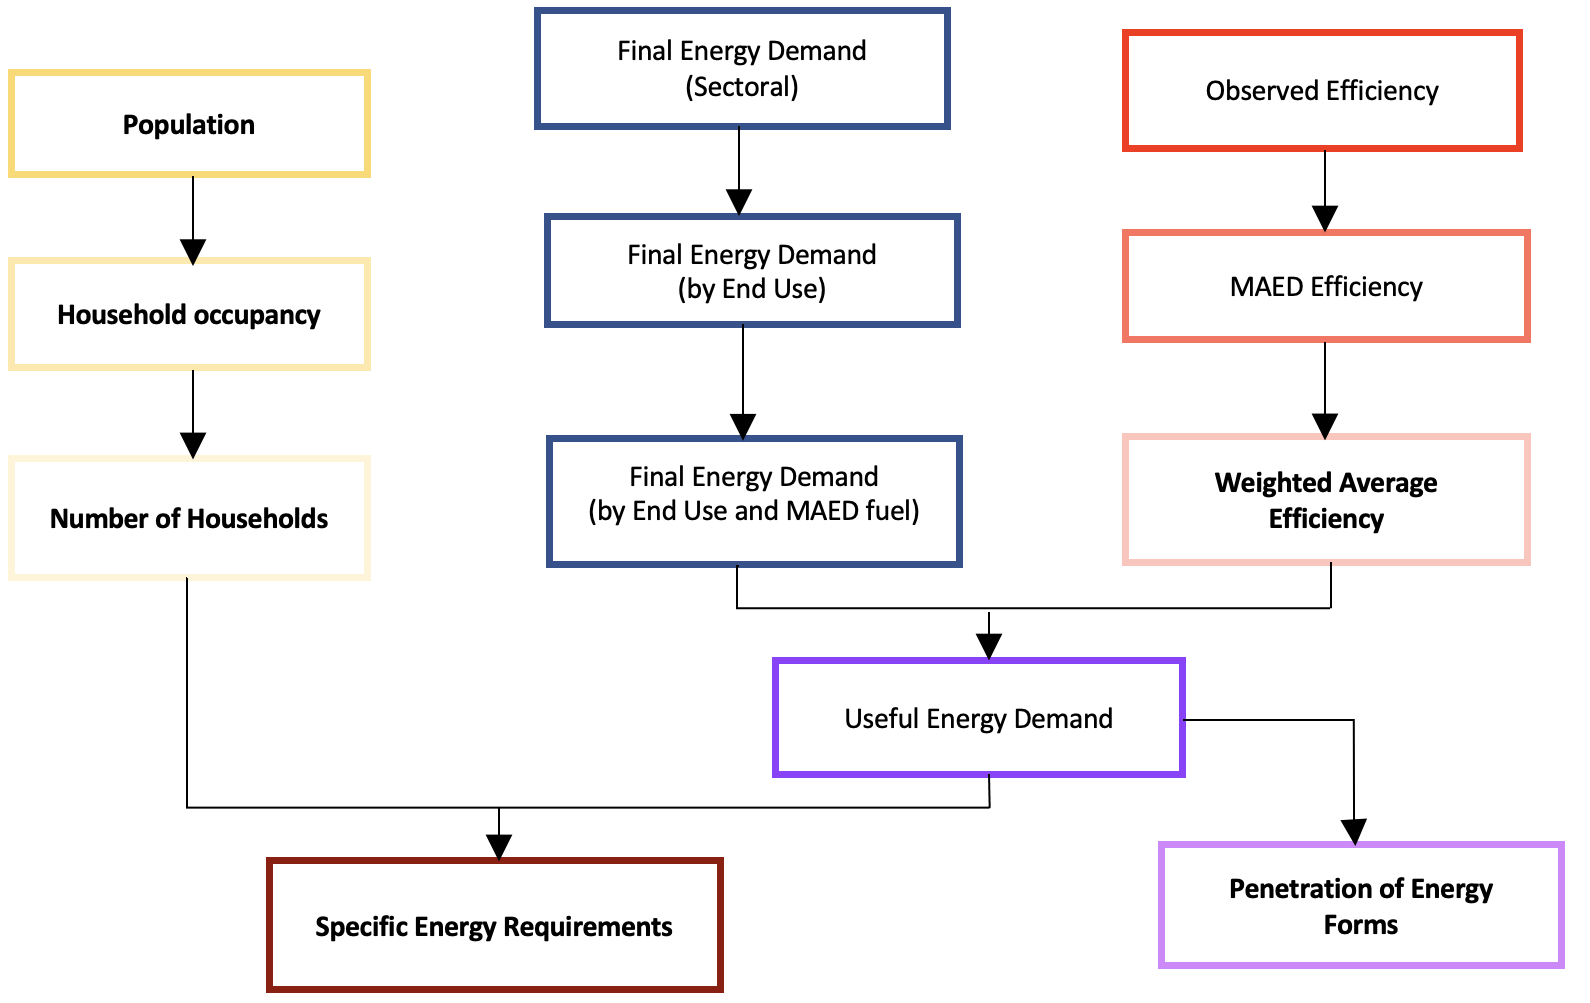 Final Energy Demand
(Sectoral)
Observed Efficiency
Population
Final Energy Demand
(by End Use)
MAED Efficiency
Household occupancy
Final Energy Demand
(by End Use and MAED fuel)
Weighted Average
Efficiency
Number of Households
Useful Energy Demand
Penetration of Energy
Forms
Specific Energy Requirements